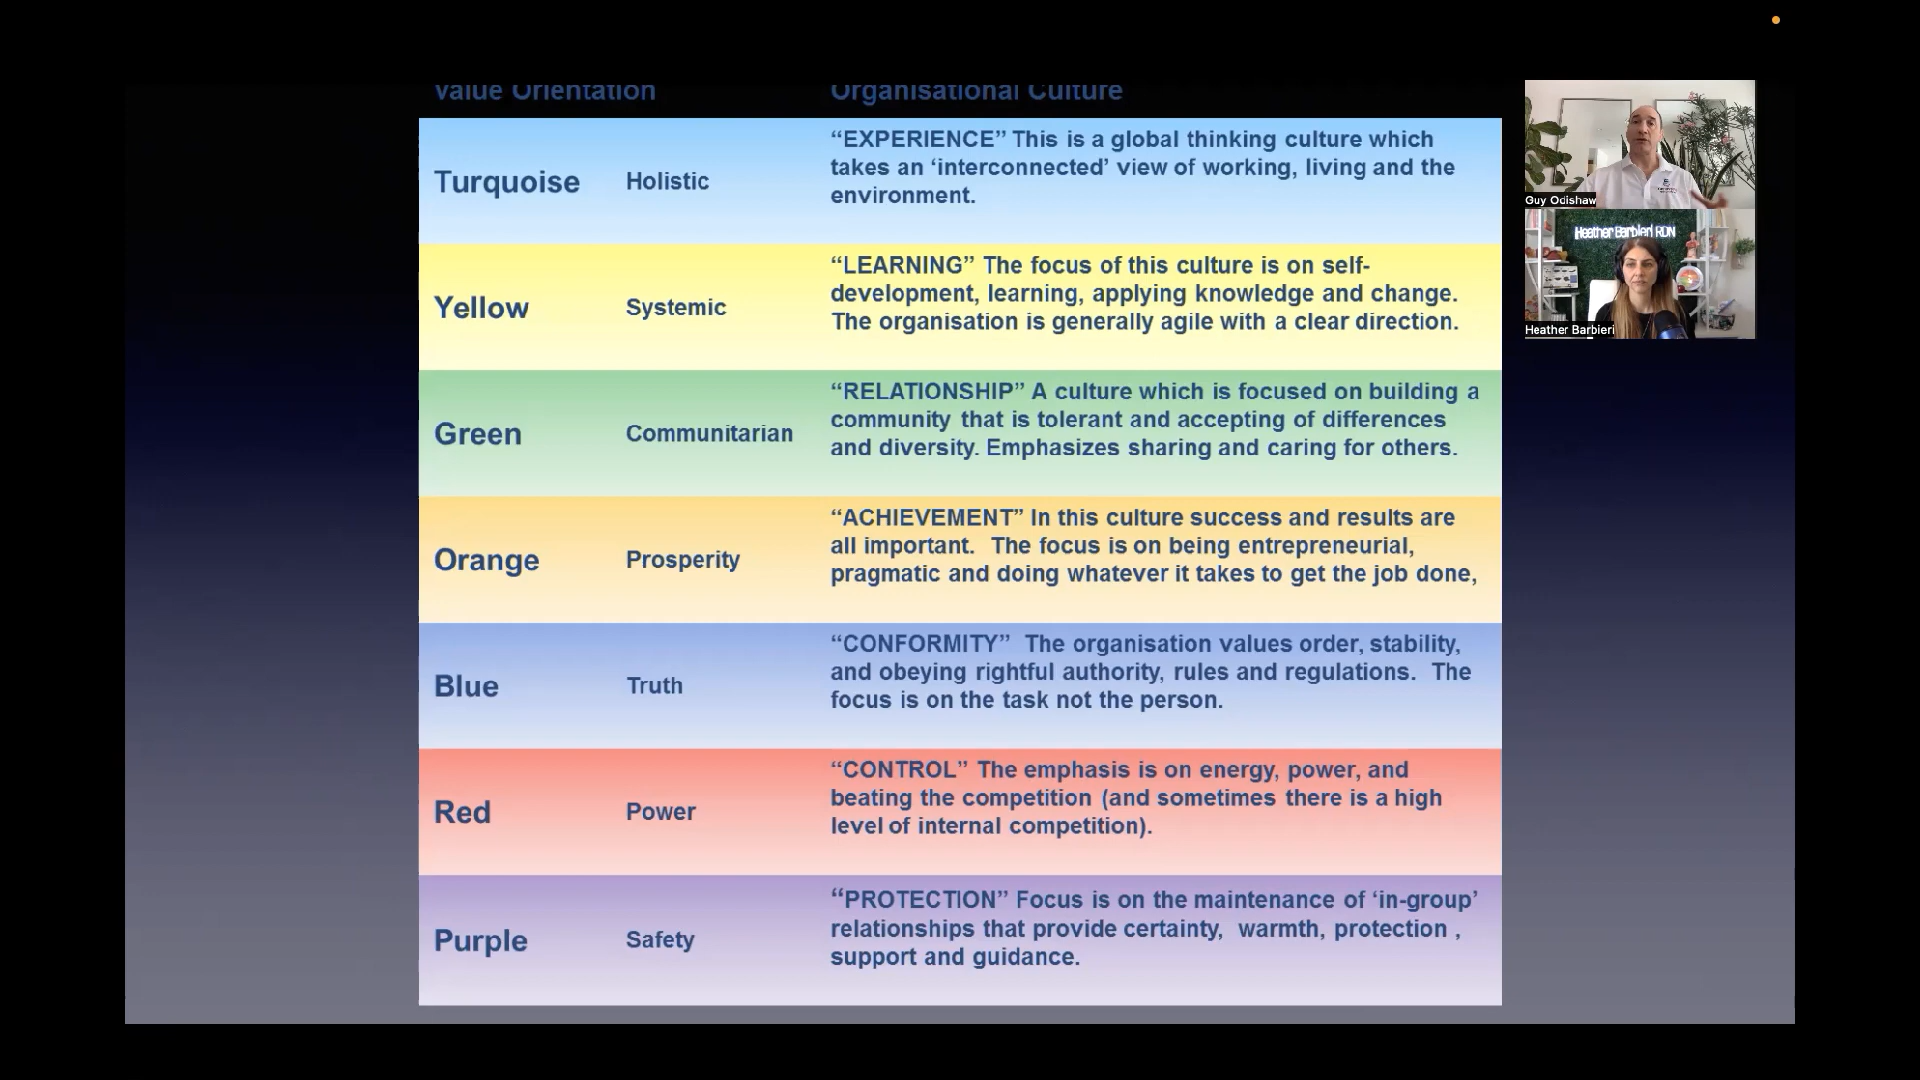 Value Orientation Organisational Culture
Turquoise Holistic “EXPERIENCE” This is a global thinking culture which
takes an ‘interconnected’ view of working, living and the
environment.
Yellow Systemic “LEARNING” The focus of this culture is on self-
development, learning, applying knowledge and change.
The organisation is generally agile with a clear direction.
Green Communitarian “RELATIONSHIP” A culture which is focused on building a
community that is tolerant and accepting of differences
and diversity. Emphasizes sharing and caring for others.
Orange Prosperity “ACHIEVEMENT” In this culture success and results are
all important. The focus is on being entrepreneurial,
pragmatic and doing whatever it takes to get the job done,
Blue Truth “CONFORMITY” The organisation values order, stability,
and obeying rightful authority, rules and regulations. The
focus is on the task not the person.
Red Power “CONTROL” The emphasis is on energy, power, and
beating the competition (and sometimes there is a high
level of internal competition).
Purple Safety “PROTECTION” Focus is on the maintenance of ‘in-group’
relationships that provide certainty, warmth, protection ,
support and guidance.
Guy Odishaw
Heather Barbieri RDN
Heather Barbieri